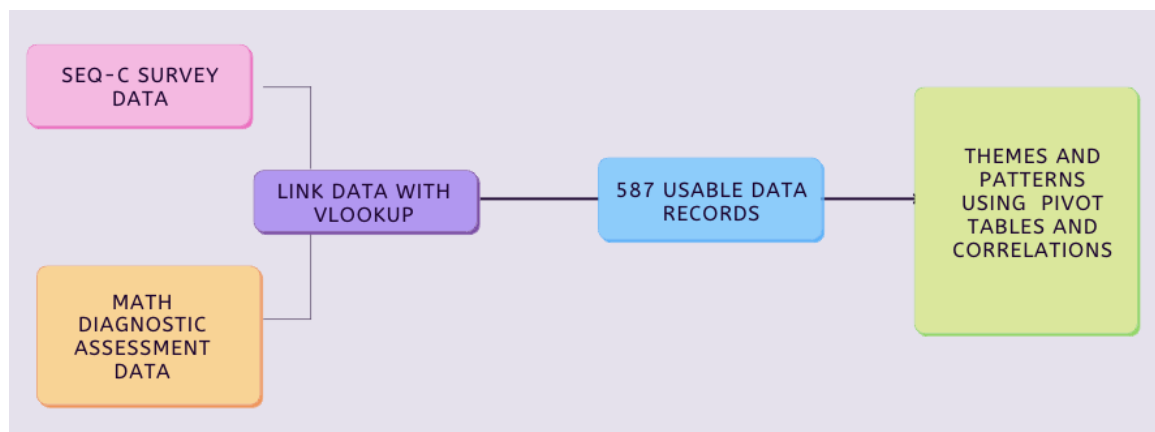 SEQ-C SURVEY
DATA
MATH
DIAGNOSTIC
ASSESSMENT
DATA
LINK DATA WITH
VLOOKUP
587 USABLE DATA
RECORDS
THEMES AND
PATTERNS
USING PIVOT
TABLES AND
CORRELATIONS